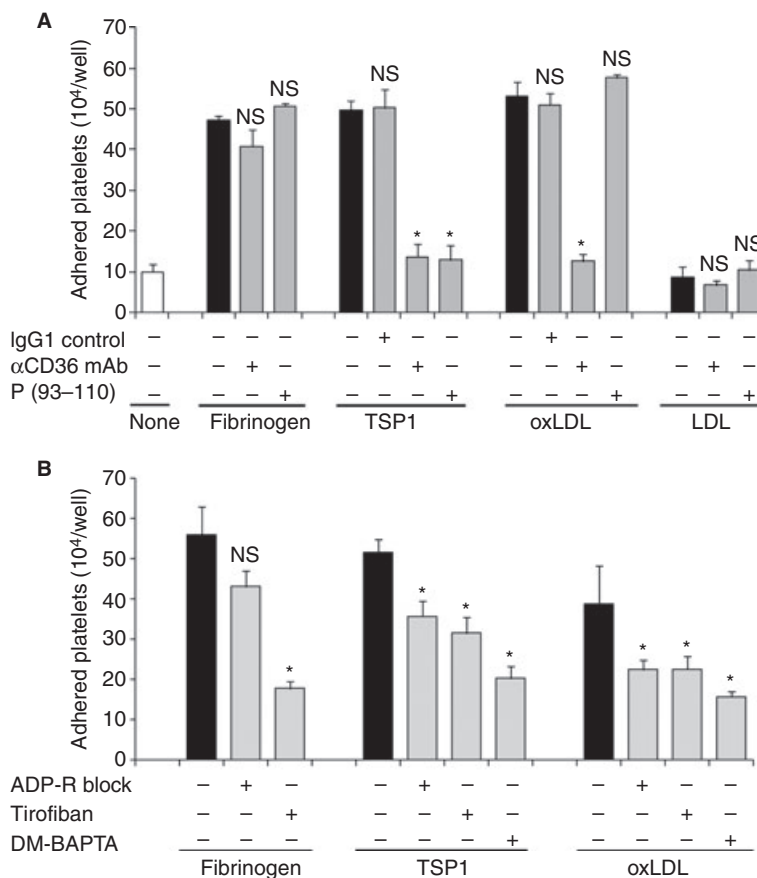 A
Adhered platelets (10⁴/well)
70
60
50
40
30
20
10
0
NS NS NS * * NS * NS NS NS
IgG1 control – – – – – + – – – + – – – – –
αCD36 mAb – – + – – – + – – – + – – + –
P (93–110) – – – + – – – + – – – + – – +
None Fibrinogen TSP1 oxLDL LDL
B
Adhered platelets (10⁴/well)
70
60
50
40
30
20
10
0
NS * * * * * * *
ADP-R block – + – – + – – – + – –
Tirofiban – – + – – + – – – + –
DM-BAPTA – – – – – – + – – – +
Fibrinogen TSP1 oxLDL